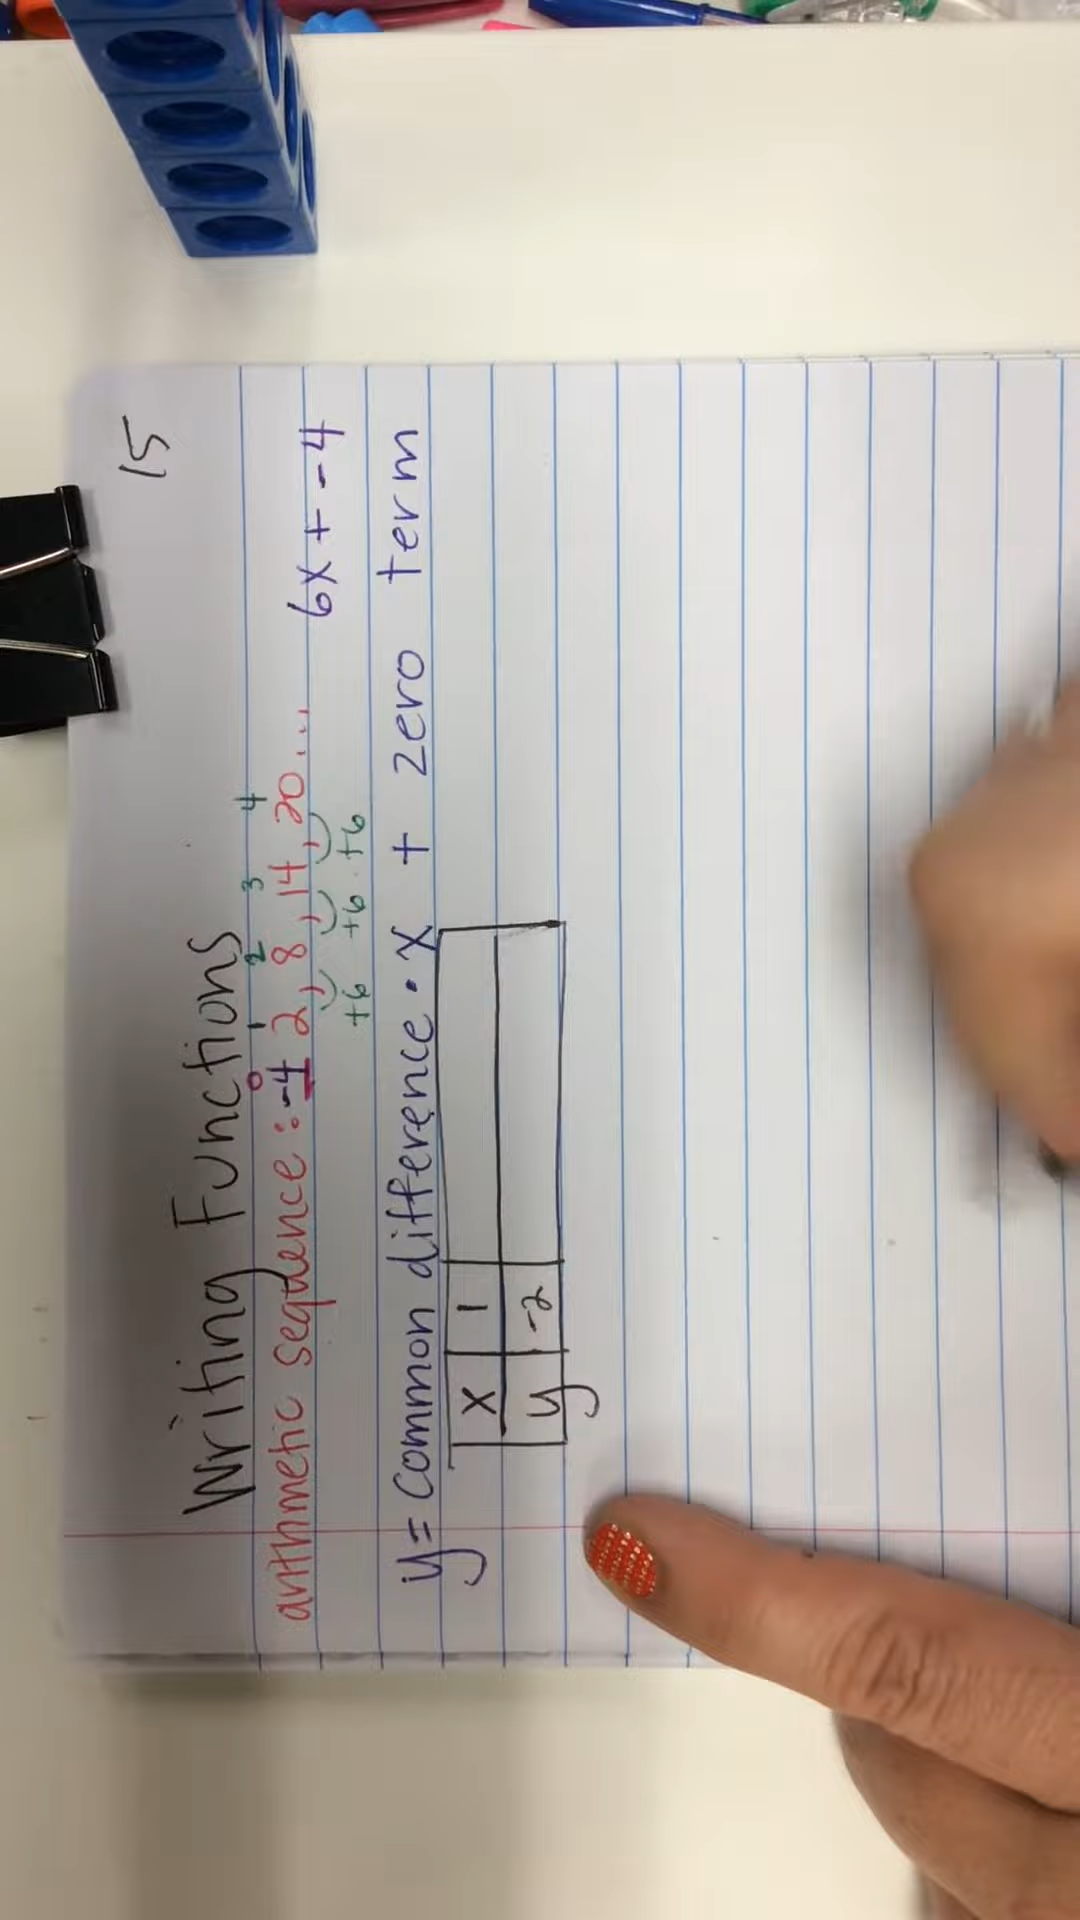 15
Writing Functions
0 1 2 3 4
arithmetic sequence: -4 2, 8, 14, 20... 6x + -4
+6 +6 +6
y = common difference · x + zero term
x 1
y -2